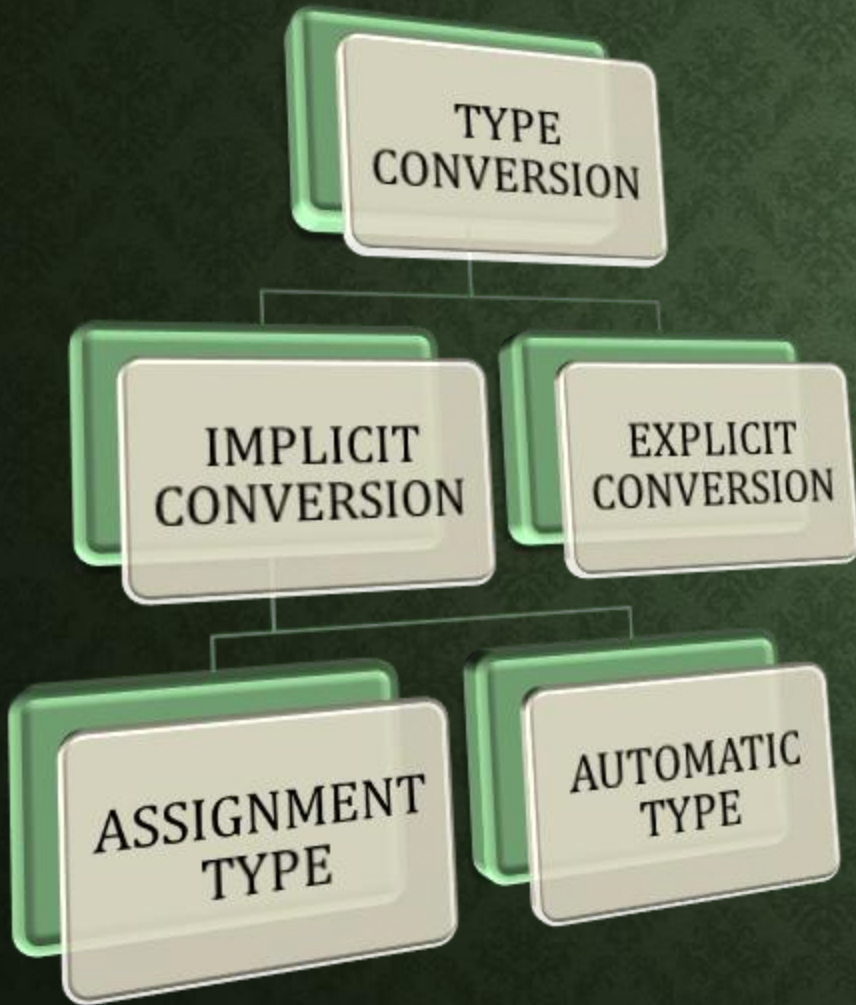 TYPE
CONVERSION
IMPLICIT
CONVERSION
EXPLICIT
CONVERSION
ASSIGNMENT
TYPE
AUTOMATIC
TYPE